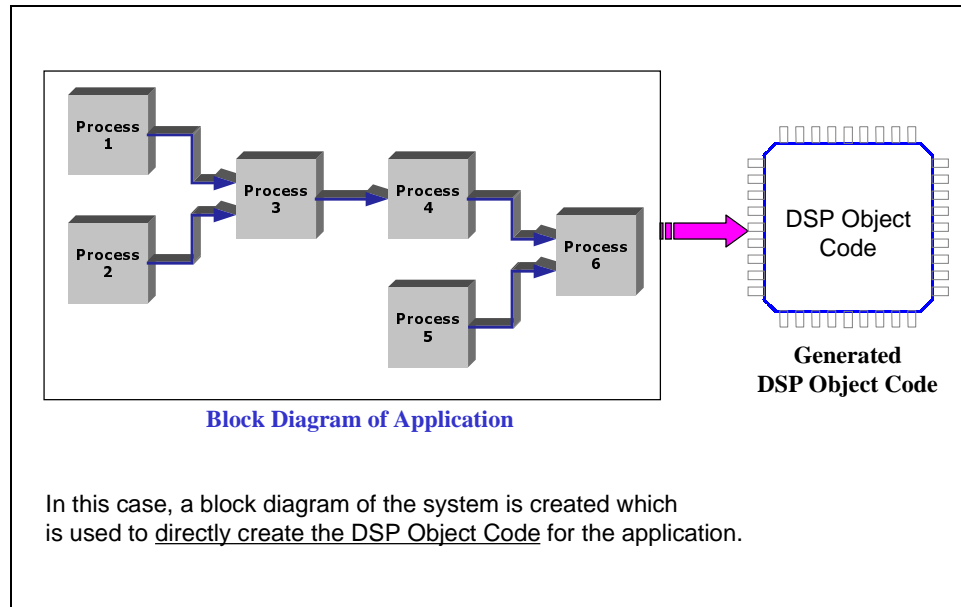 Process
1
Process
2
Process
3
Process
4
Process
5
Process
6
DSP Object
Code
Generated
DSP Object Code
Block Diagram of Application
In this case, a block diagram of the system is created which
is used to directly create the DSP Object Code for the application.